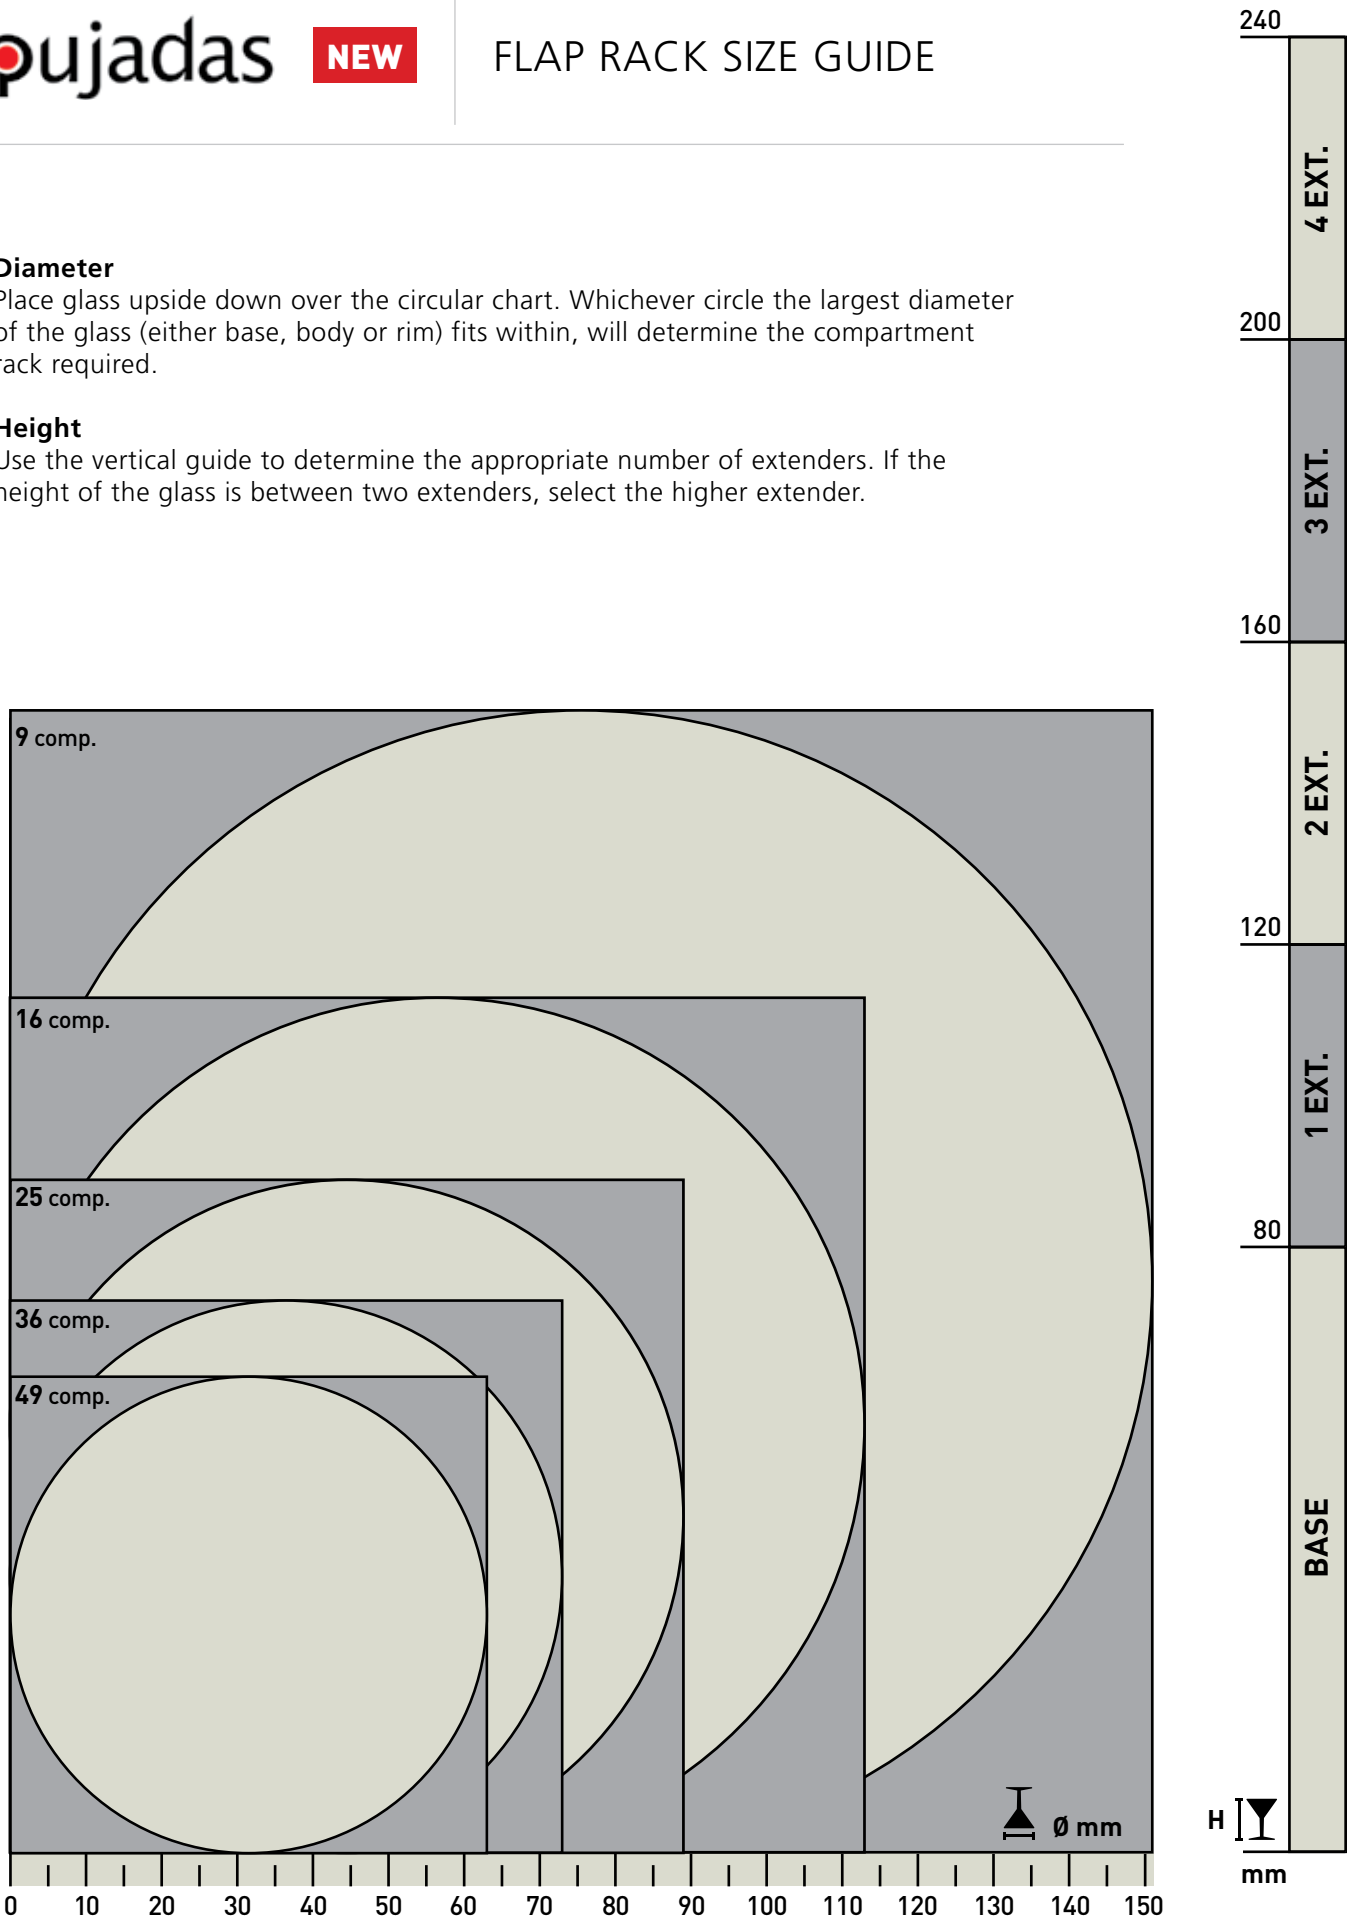 pujadas
NEW
FLAP RACK SIZE GUIDE
Diameter
Place glass upside down over the circular chart. Whichever circle the largest diameter
of the glass (either base, body or rim) fits within, will determine the compartment
rack required.
Height
Use the vertical guide to determine the appropriate number of extenders. If the
height of the glass is between two extenders, select the higher extender.
240
4 EXT.
200
3 EXT.
160
2 EXT.
120
1 EXT.
80
BASE
H
mm
9 comp.
16 comp.
25 comp.
36 comp.
49 comp.
Ø mm
0 10 20 30 40 50 60 70 80 90 100 110 120 130 140 150